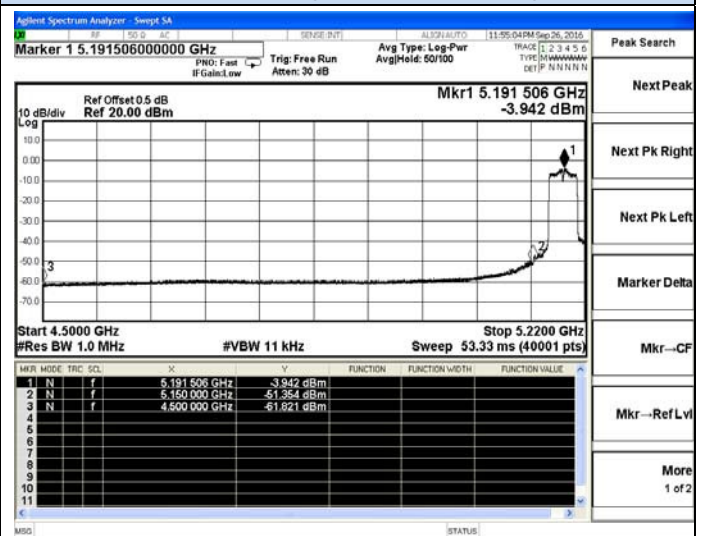 Agilent Spectrum Analyzer - Swept SA
RF 50 Ω AC SENSE:INT ALIGN AUTO 11:55:04 PM Sep 26, 2016
Marker 1 5.191506000000 GHz
PNO: Fast
IFGain:Low
Trig: Free Run
Atten: 30 dB
Avg Type: Log-Pwr
Avg|Hold: 50/100
TRACE 1 2 3 4 5 6
TYPE M WWWWW
DET P N N N N N
Peak Search
Next Peak
Next Pk Right
Next Pk Left
Marker Delta
Mkr→CF
Mkr→Ref Lvl
More
1 of 2
Mkr1 5.191 506 GHz
-3.942 dBm
Ref Offset 0.5 dB
10 dB/div Ref 20.00 dBm
Log
10.0
0.00
-10.0
-20.0
-30.0
-40.0
-50.0
-60.0
-70.0
1
2
3
Start 4.5000 GHz Stop 5.2200 GHz
#Res BW 1.0 MHz #VBW 11 kHz Sweep 53.33 ms (40001 pts)
MKR MODE TRC SCL X Y FUNCTION FUNCTION WIDTH FUNCTION VALUE
1 N f 5.191 506 GHz -3.942 dBm
2 N f 5.150 000 GHz -51.354 dBm
3 N f 4.500 000 GHz -61.821 dBm
4
5
6
7
8
9
10
11
MSG STATUS